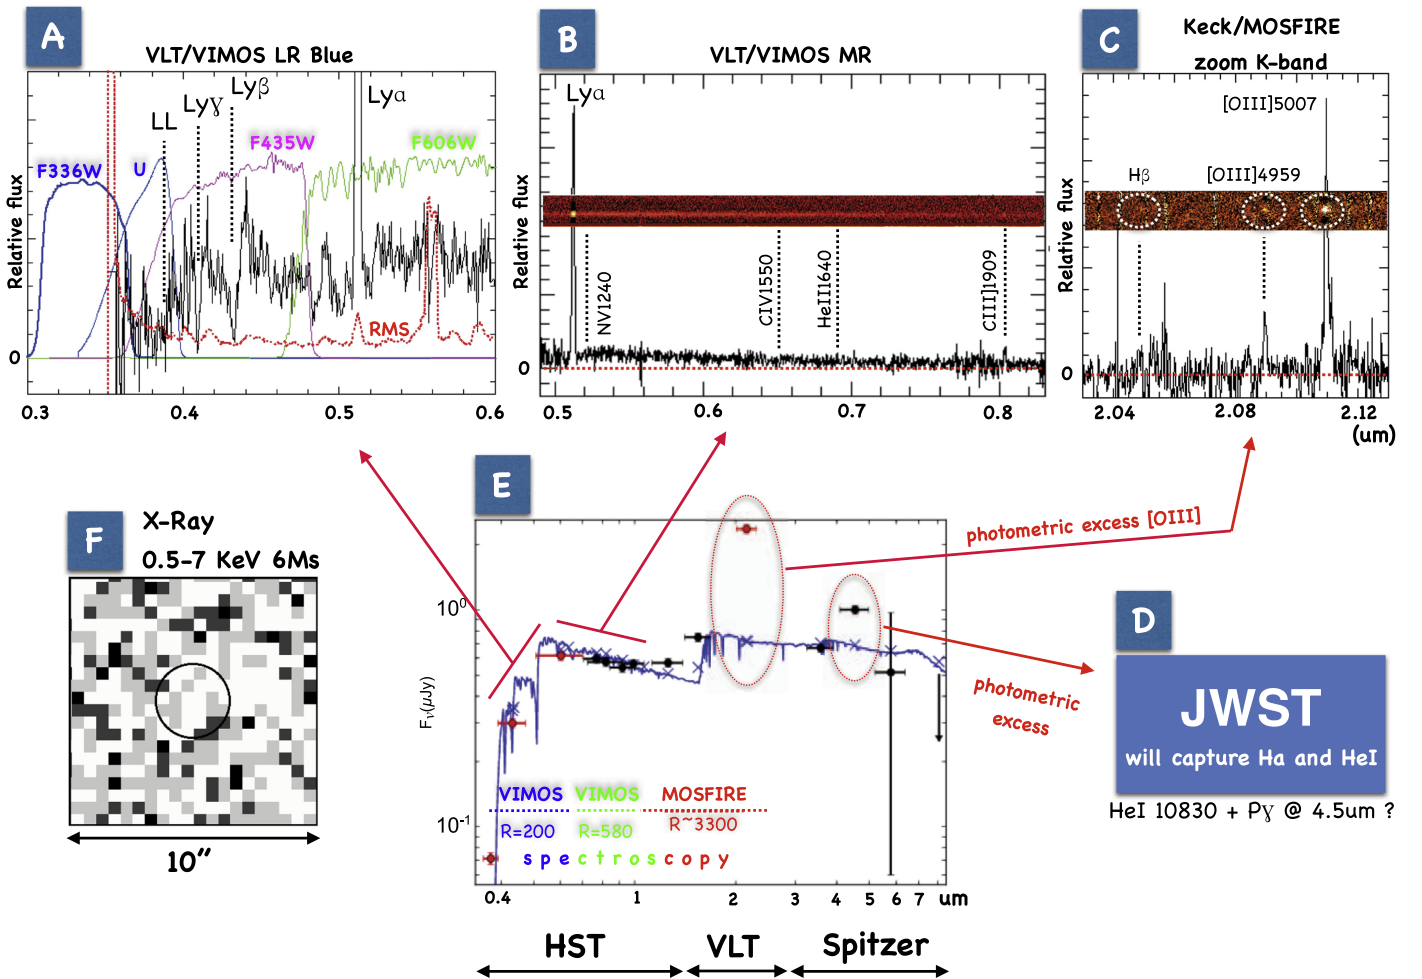 A
VLT/VIMOS LR Blue
Lyβ
Lyɣ
Lyα
LL
F336W
U
F435W
F606W
RMS
Relative flux
0
0.3
0.4
0.5
0.6
B
VLT/VIMOS MR
Lyα
NV1240
CIV1550
HeII1640
CIII]1909
Relative flux
0
0.5
0.6
0.7
0.8
C
Keck/MOSFIRE
zoom K-band
[OIII]5007
Hβ
[OIII]4959
Relative flux
0
2.04
2.08
2.12
(um)
F
X-Ray
0.5-7 KeV 6Ms
10”
E
photometric excess [OIII]
photometric
excess
10⁰
10⁻¹
Fᵥ(μJy)
VIMOS VIMOS MOSFIRE
R=200 R=580 R~3300
spectroscopy
0.4 1 2 3 4 5 6 7 um
HST VLT Spitzer
D
JWST
will capture Ha and HeI
HeI 10830 + Pɣ @ 4.5um ?